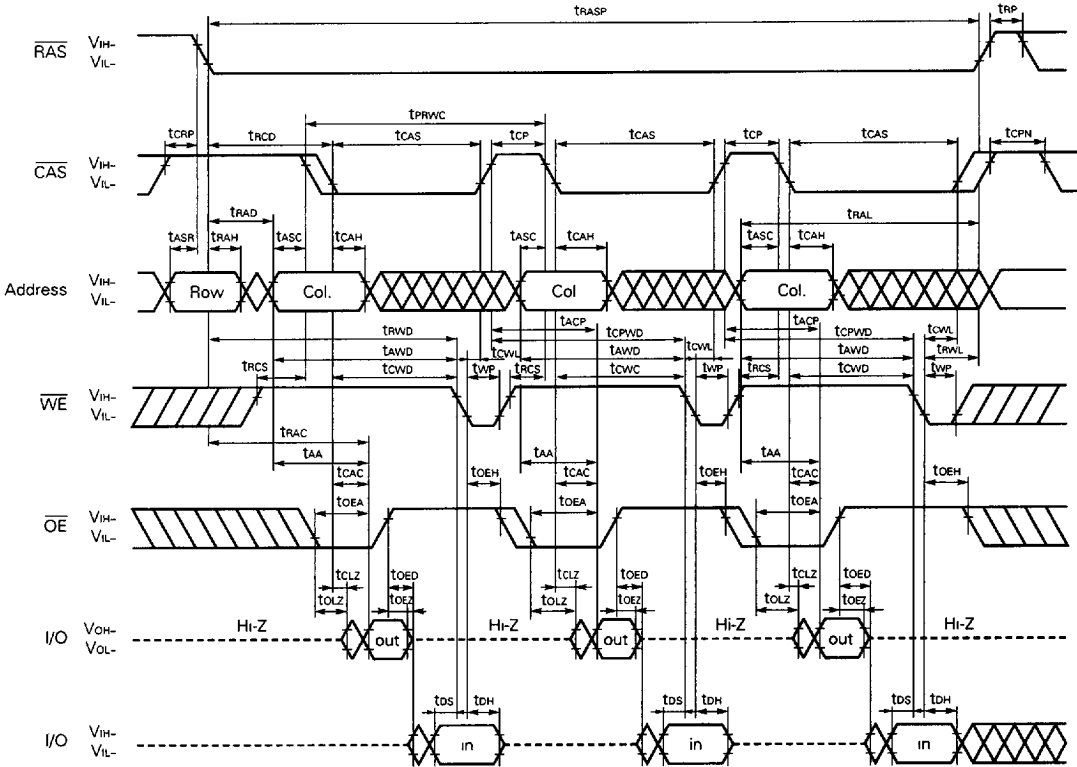 tRASP tRP
RAS VIH- VIL-
tPRWC
tCRP tRCD tCAS tCP tCAS tCP tCAS tCPN
CAS VIH- VIL-
tRAD tRAL
tASR tRAH tASC tCAH tASC tCAH tASC tCAH
Address VIH- VIL- Row Col. Col Col.
tACP tACP
tRWD tCPWD tCPWD tCWL
tAWD tCWL tAWD tCWL tAWD tRWL
tRCS tCWD tWP tRCS tCWC tWP tRCS tCWD tWP
WE VIH- VIL-
tRAC
tAA tAA tAA
tCAC tOEH tCAC tOEH tCAC tOEH
tOEA tOEA tOEA
OE VIH- VIL-
tCLZ tOED tCLZ tOED tCLZ tOED
tOLZ tOEZ tOLZ tOEZ tOLZ tOEZ
I/O VOH- VOL- HI-Z out HI-Z out Hi-Z out HI-Z
tDS tDH tDS tDH tDS tDH
I/O VIH- VIL- in in in